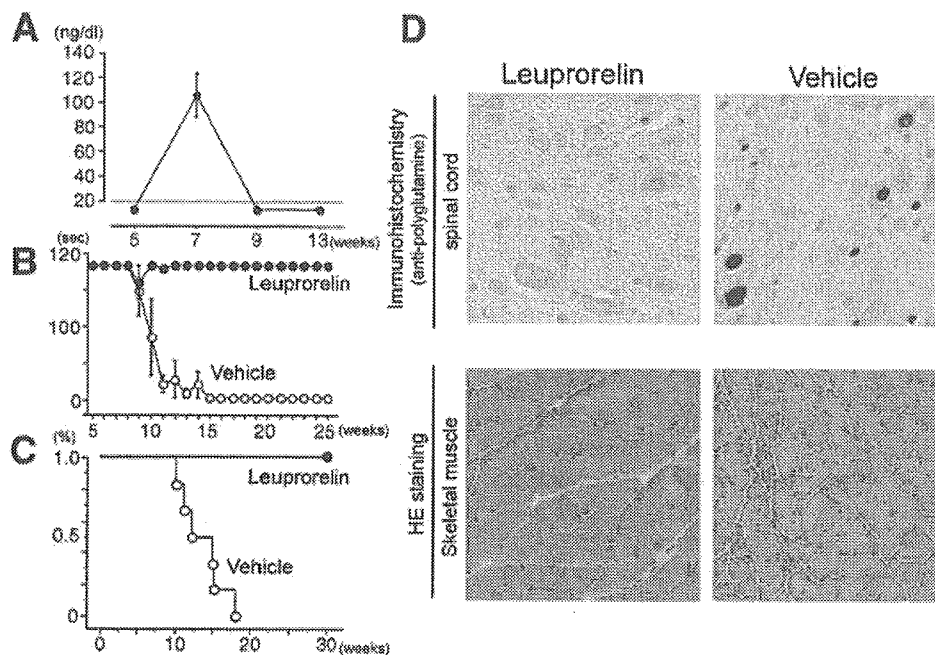 A
(ng/dl)
140
120
100
80
60
40
20
5 7 9 13 (weeks)
B
(sec)
120
100
0
Leuprorelin
Vehicle
5 10 15 20 25 (weeks)
C
(%)
1.0
0.5
0
Leuprorelin
Vehicle
0 10 20 30 (weeks)
D
Leuprorelin Vehicle
Immunohistochemistry
(anti-polyglutamine)
spinal cord
HE staining
Skeletal muscle